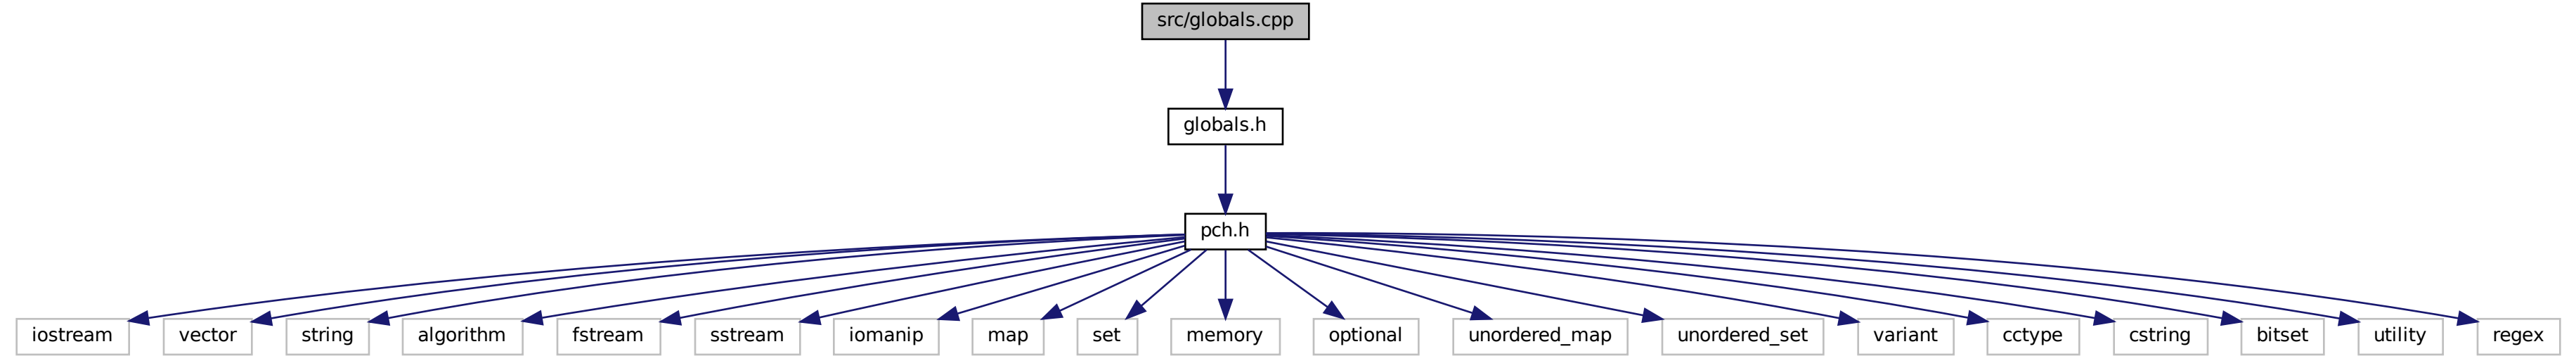 src/globals.cpp
globals.h
pch.h
iostream
vector
string
algorithm
fstream
sstream
iomanip
map
set
memory
optional
unordered_map
unordered_set
variant
cctype
cstring
bitset
utility
regex